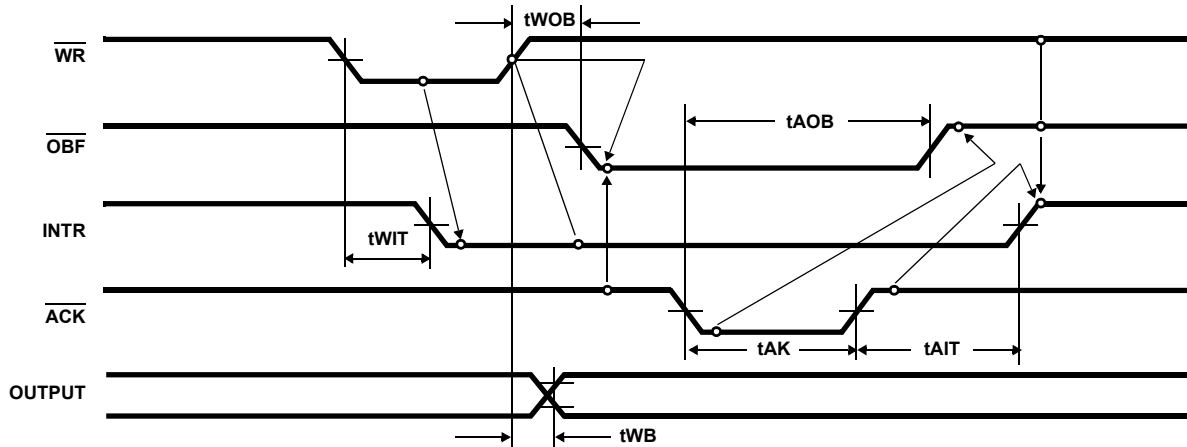 tWOB
WR
OBF
tAOB
INTR
tWIT
ACK
tAK
tAIT
OUTPUT
tWB